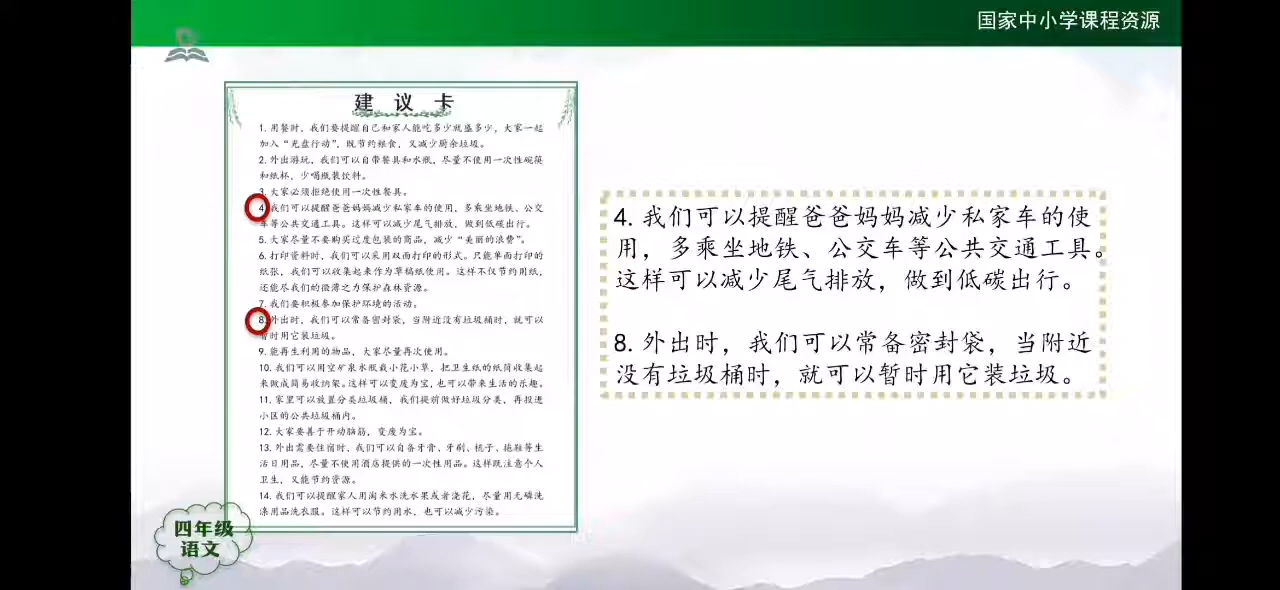 国家中小学课程资源
建 议 卡
1. 用餐时，我们要提醒自己和家人能吃多少就盛多少，大家一起
加入“光盘行动”，既节约粮食，又减少厨余垃圾。
2. 外出游玩，我们可以自带餐具和水瓶，尽量不使用一次性碗筷
和纸杯，少喝瓶装饮料。
3. 大家必须拒绝使用一次性餐具。
4. 我们可以提醒爸爸妈妈减少私家车的使用，多乘坐地铁、公交
车等公共交通工具。这样可以减少尾气排放，做到低碳出行。
5. 大家尽量不要购买过度包装的商品，减少“美丽的浪费”。
6. 打印资料时，我们可以采用双面打印的形式。只能单面打印的
纸张，我们可以收集起来作为草稿纸使用。这样不仅节约用纸，
还能尽我们的微薄之力保护森林资源。
7. 我们要积极参加保护环境的活动。
8. 外出时，我们可以常备密封袋，当附近没有垃圾桶时，就可以
暂时用它装垃圾。
9. 能再生利用的物品，大家尽量再次使用。
10. 我们可以用空矿泉水瓶栽小花小草，把卫生纸的纸筒收集起
来做成简易收纳架。这样可以变废为宝，也可以带来生活的乐趣。
11. 家里可以放置分类垃圾桶，我们提前做好垃圾分类，再投进
小区的公共垃圾桶内。
12. 大家要善于开动脑筋，变废为宝。
13. 外出需要住宿时，我们可以自备牙膏、牙刷、梳子、拖鞋等生
活日用品，尽量不使用酒店提供的一次性用品。这样既注意个人
卫生，又能节约资源。
14. 我们可以提醒家人用淘米水洗水果或者浇花，尽量用无磷洗
涤用品洗衣服。这样可以节约用水，也可以减少污染。
4. 我们可以提醒爸爸妈妈减少私家车的使
用，多乘坐地铁、公交车等公共交通工具。
这样可以减少尾气排放，做到低碳出行。
8. 外出时，我们可以常备密封袋，当附近
没有垃圾桶时，就可以暂时用它装垃圾。
四年级
语文